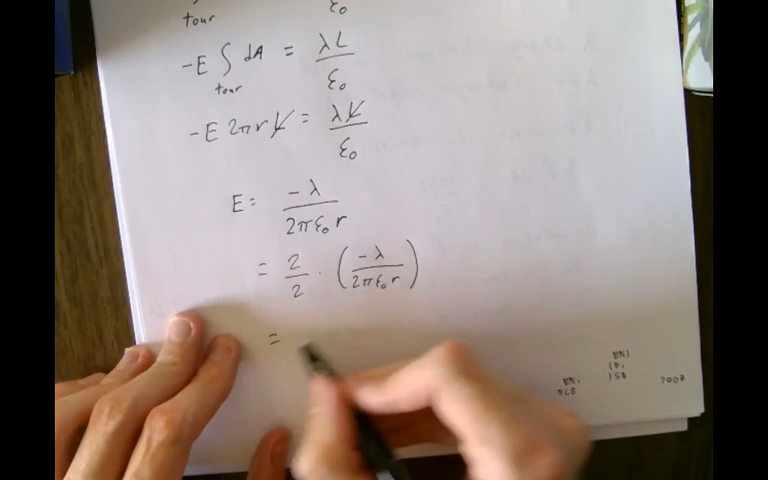 tour ε₀
-E ∫ dA = λL / ε₀
tour
-E 2πrL = λL / ε₀
E = -λ / 2πε₀r
= 2/2 · (-λ / 2πε₀r)
=